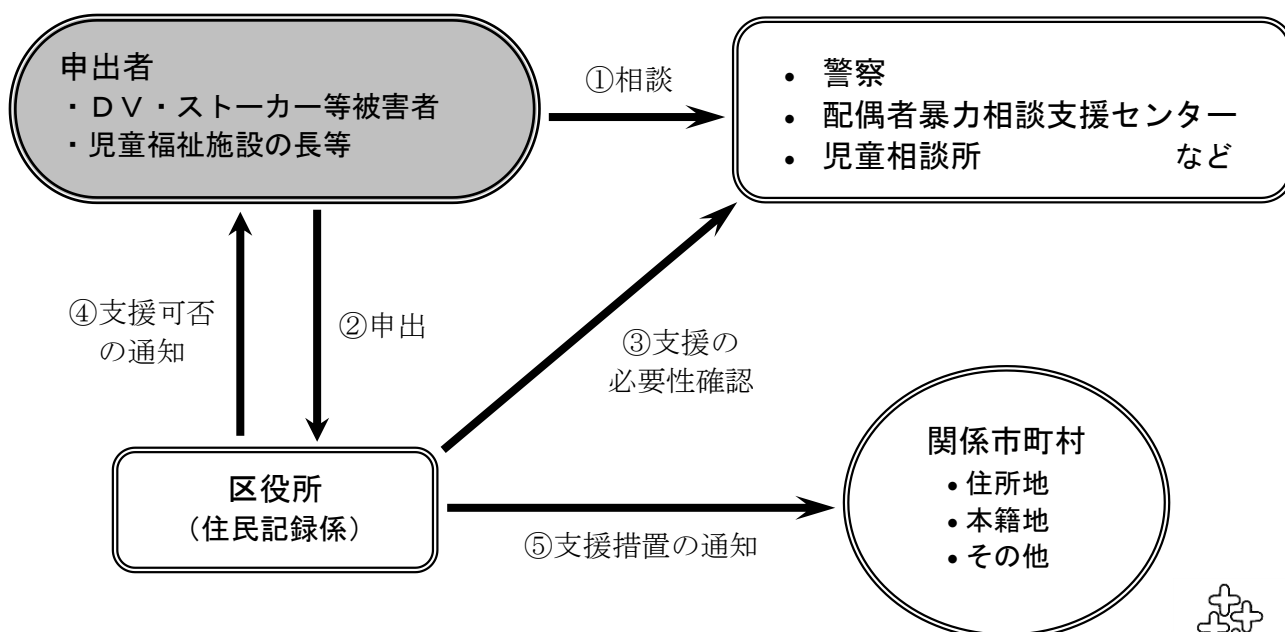 申出者
・ＤＶ・ストーカー等被害者
・児童福祉施設の長等
①相談
• 警察
• 配偶者暴力相談支援センター
• 児童相談所 など
④支援可否
の通知
②申出
③支援の
必要性確認
区役所
（住民記録係）
⑤支援措置の通知
関係市町村
• 住所地
• 本籍地
• その他